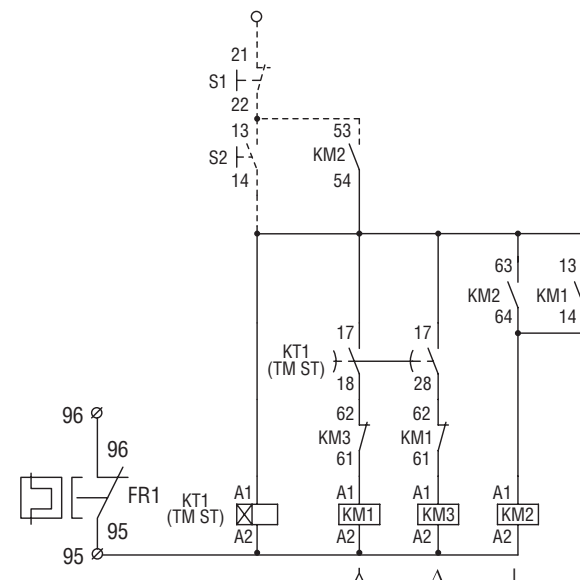 21
S1
22
13
S2
14
53
KM2
54
63
KM2
64
13
KM1
14
17
KT1
(TM ST)
18
17
28
62
KM3
61
62
KM1
61
96
96
FR1
95
95
KT1
(TM ST)
A1
A2
A1
KM1
A2
A1
KM3
A2
A1
KM2
A2